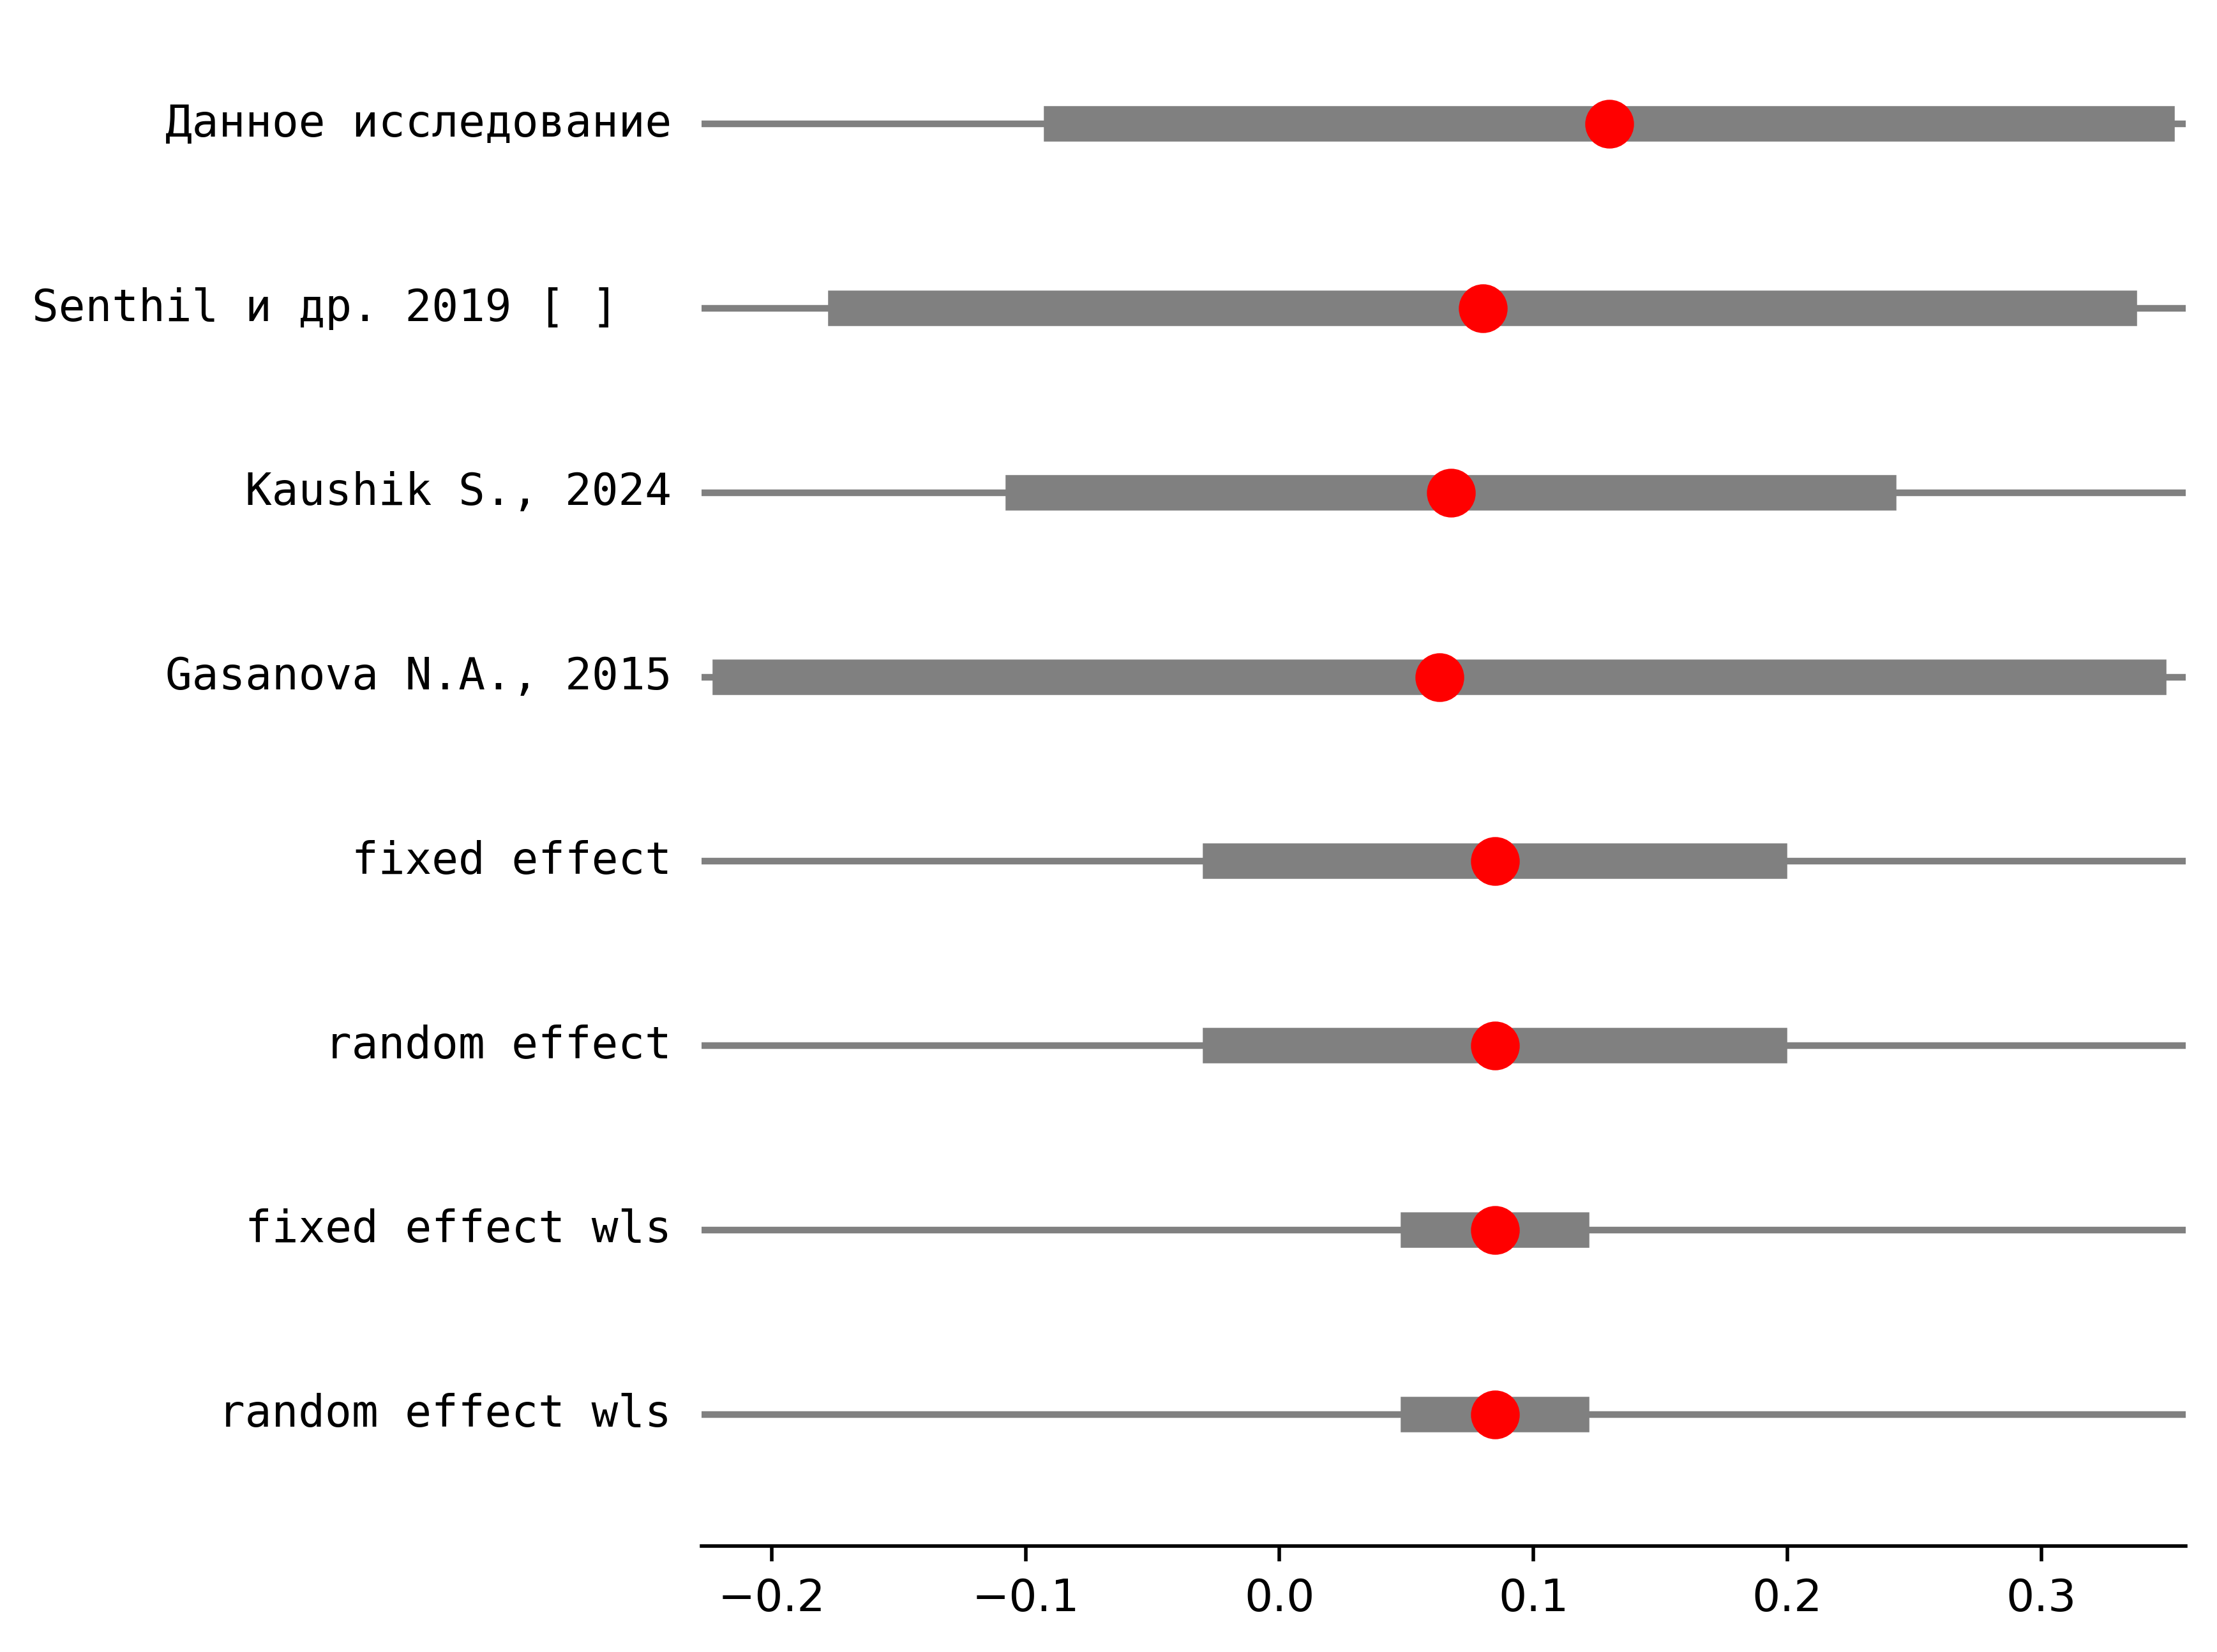 Данное исследование
Senthil и др. 2019 [ ]
Kaushik S., 2024
Gasanova N.A., 2015
fixed effect
random effect
fixed effect wls
random effect wls
−0.2 −0.1 0.0 0.1 0.2 0.3